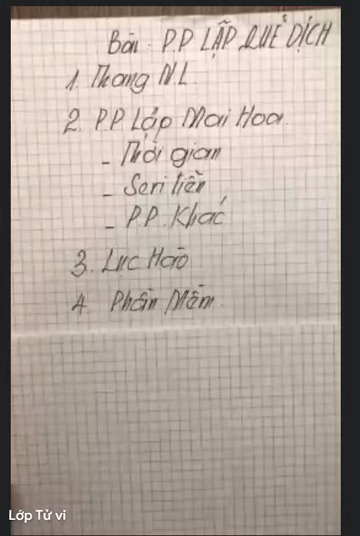 Bài: P.P LẬP QUẺ DỊCH
1. Thang N.L
2. P.P Lập Mai Hoa
- Thời gian
- Seri tiền
- P.P. Khác
3. Lục Hào
4. Phần Mềm
Lớp Tử vi